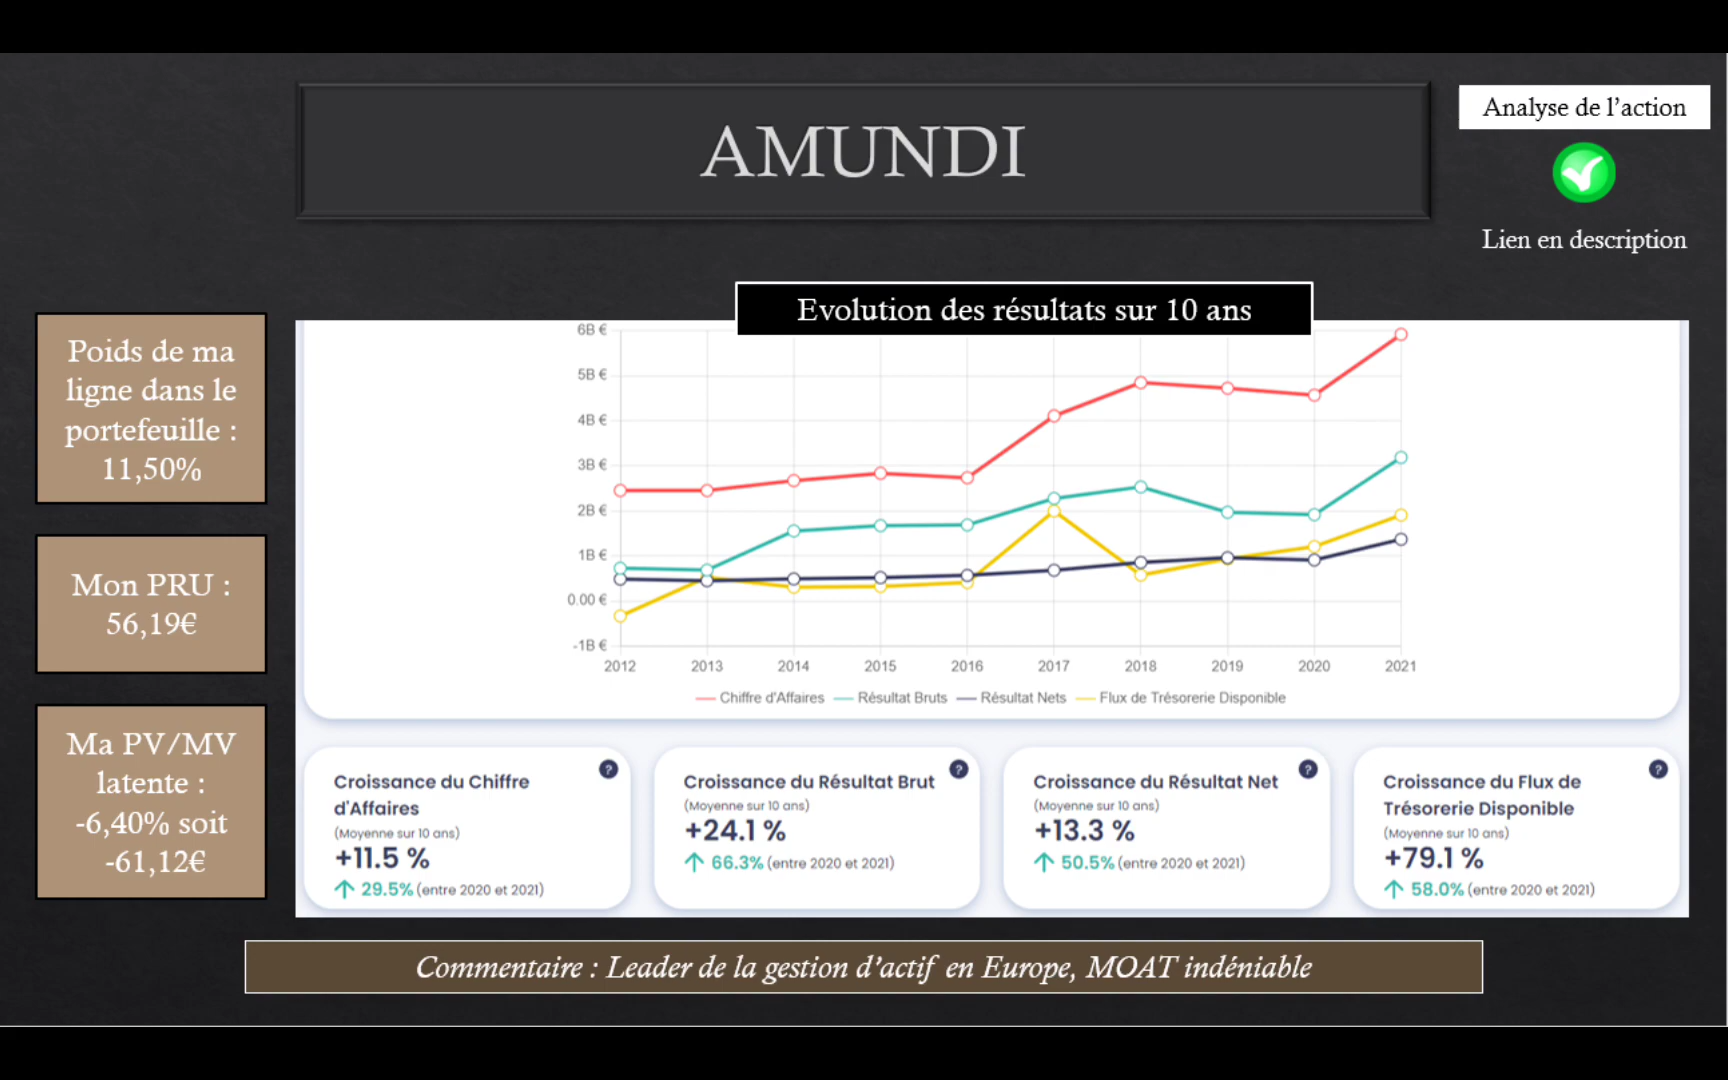 AMUNDI
Analyse de l’action
Lien en description
Poids de ma
ligne dans le
portefeuille :
11,50%
Mon PRU :
56,19€
Ma PV/MV
latente :
-6,40% soit
-61,12€
Evolution des résultats sur 10 ans
6B €
5B €
4B €
3B €
2B €
1B €
0.00 €
-1B €
2012 2013 2014 2015 2016 2017 2018 2019 2020 2021
Chiffre d'Affaires Résultat Bruts Résultat Nets Flux de Trésorerie Disponible
Croissance du Chiffre
d'Affaires
(Moyenne sur 10 ans)
+11.5 %
29.5% (entre 2020 et 2021)
?
Croissance du Résultat Brut
(Moyenne sur 10 ans)
+24.1 %
66.3% (entre 2020 et 2021)
?
Croissance du Résultat Net
(Moyenne sur 10 ans)
+13.3 %
50.5% (entre 2020 et 2021)
?
Croissance du Flux de
Trésorerie Disponible
(Moyenne sur 10 ans)
+79.1 %
58.0% (entre 2020 et 2021)
?
Commentaire : Leader de la gestion d’actif en Europe, MOAT indéniable